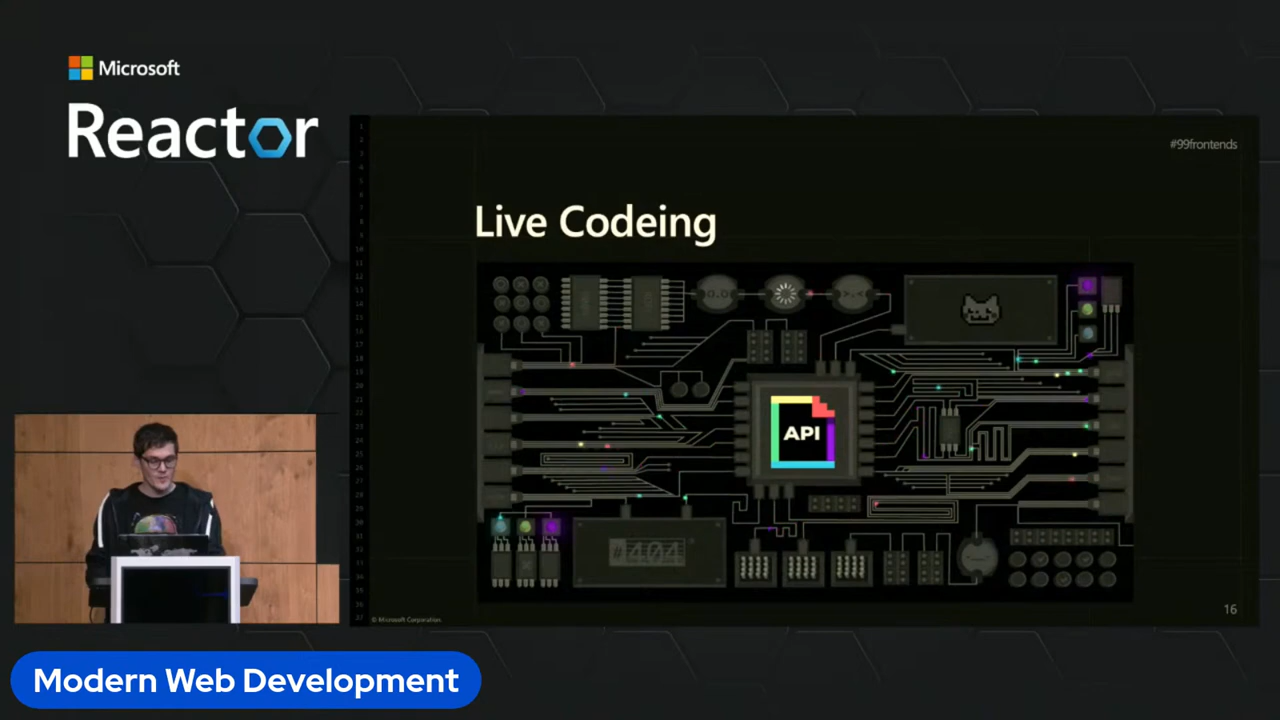 Microsoft
Reactor
#99frontends
Live Codeing
API
#404
© Microsoft Corporation
16
Modern Web Development